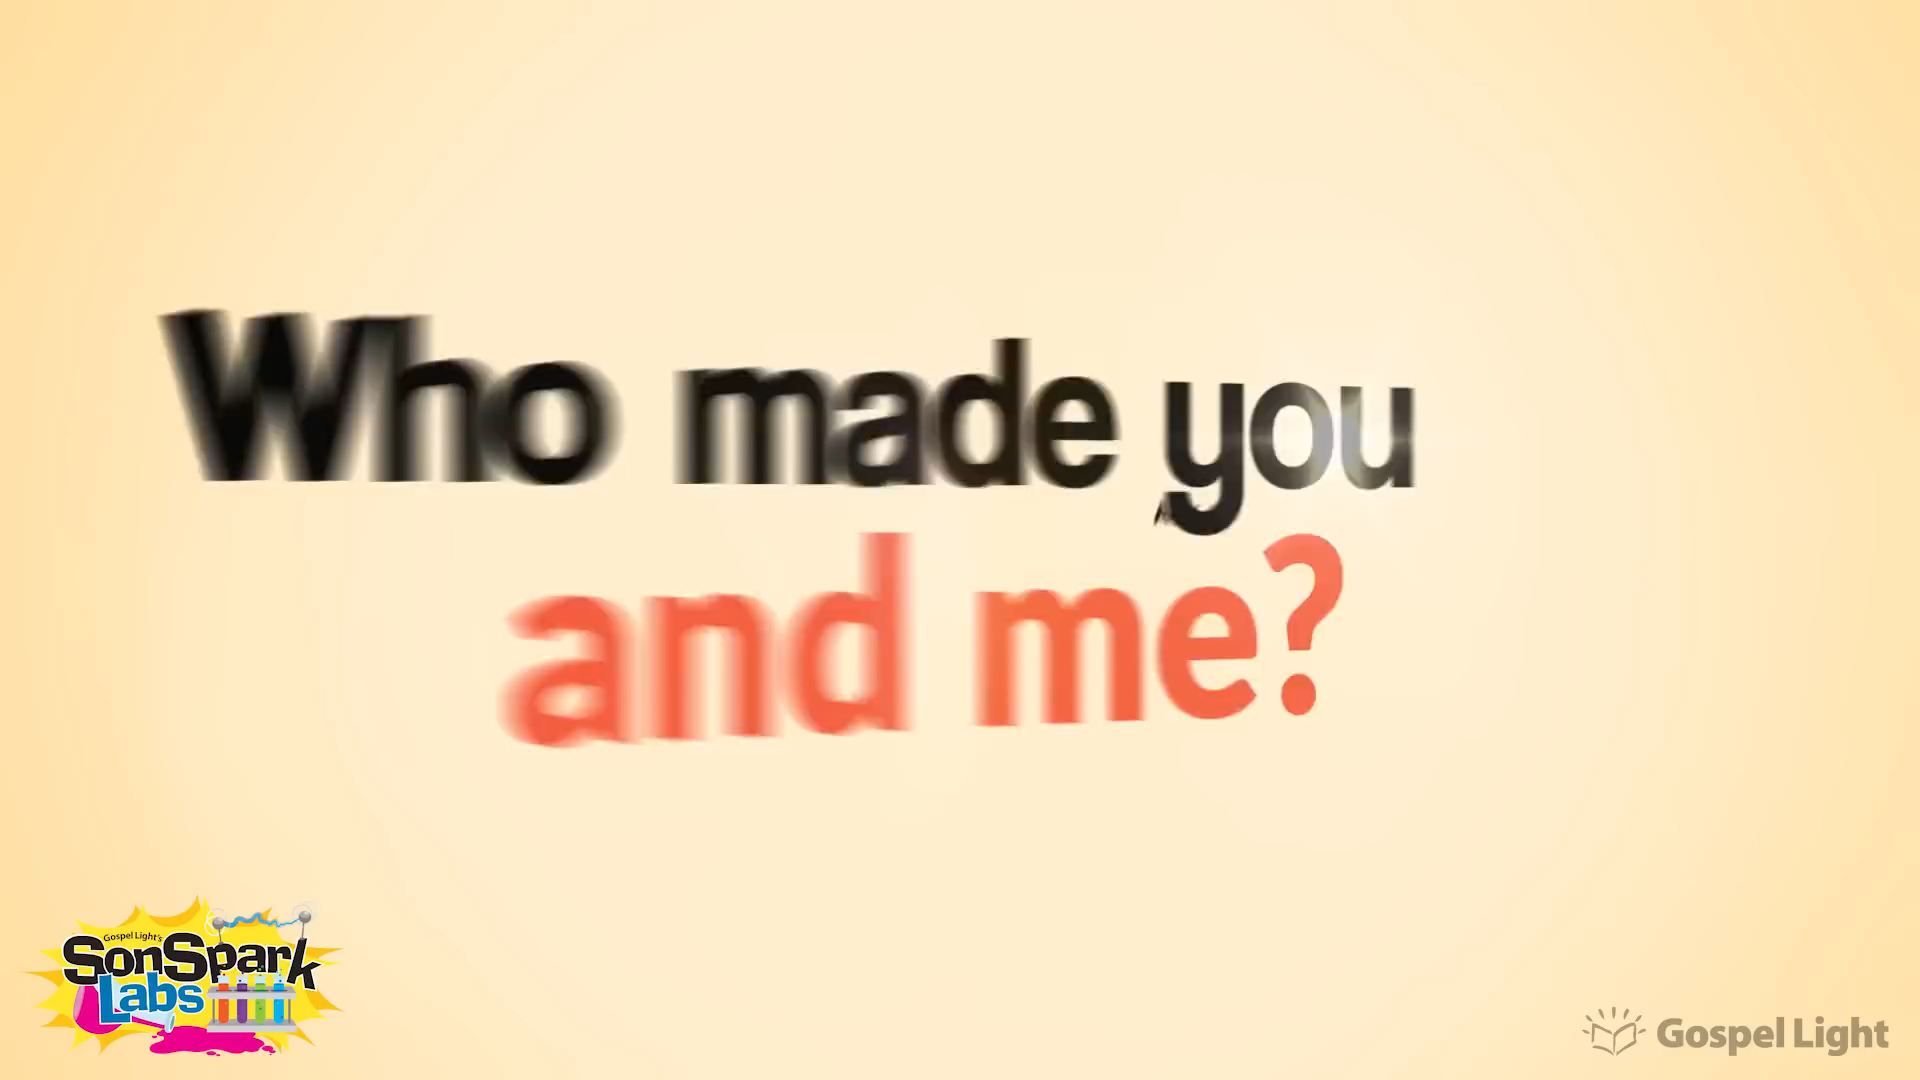 Who made you
and me?
Gospel Light's
SonSpark
Labs
Gospel Light